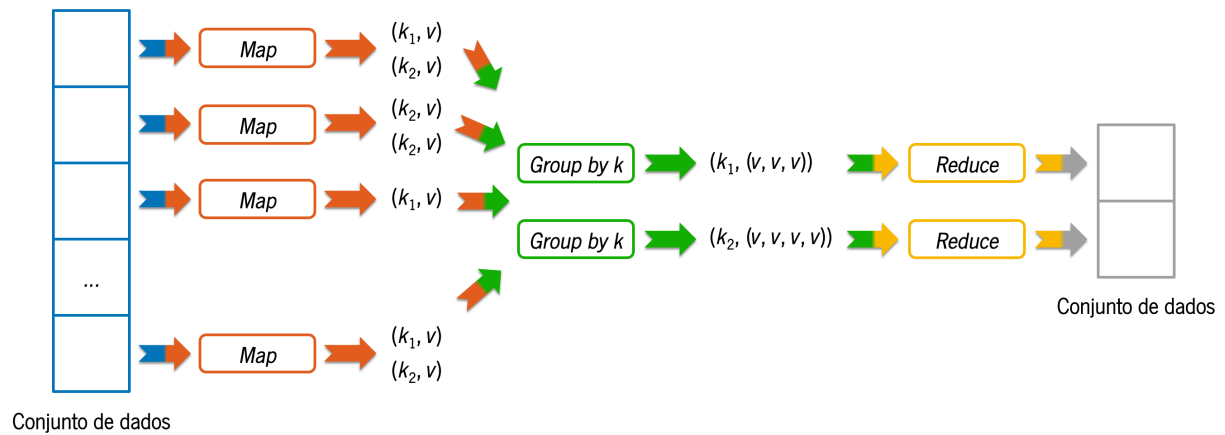 Map
(k₁, v)
(k₂, v)
Map
(k₂, v)
(k₂, v)
Map
(k₁, v)
...
Map
(k₁, v)
(k₂, v)
Conjunto de dados
Group by k
(k₁, (v, v, v))
Reduce
Group by k
(k₂, (v, v, v, v))
Reduce
Conjunto de dados